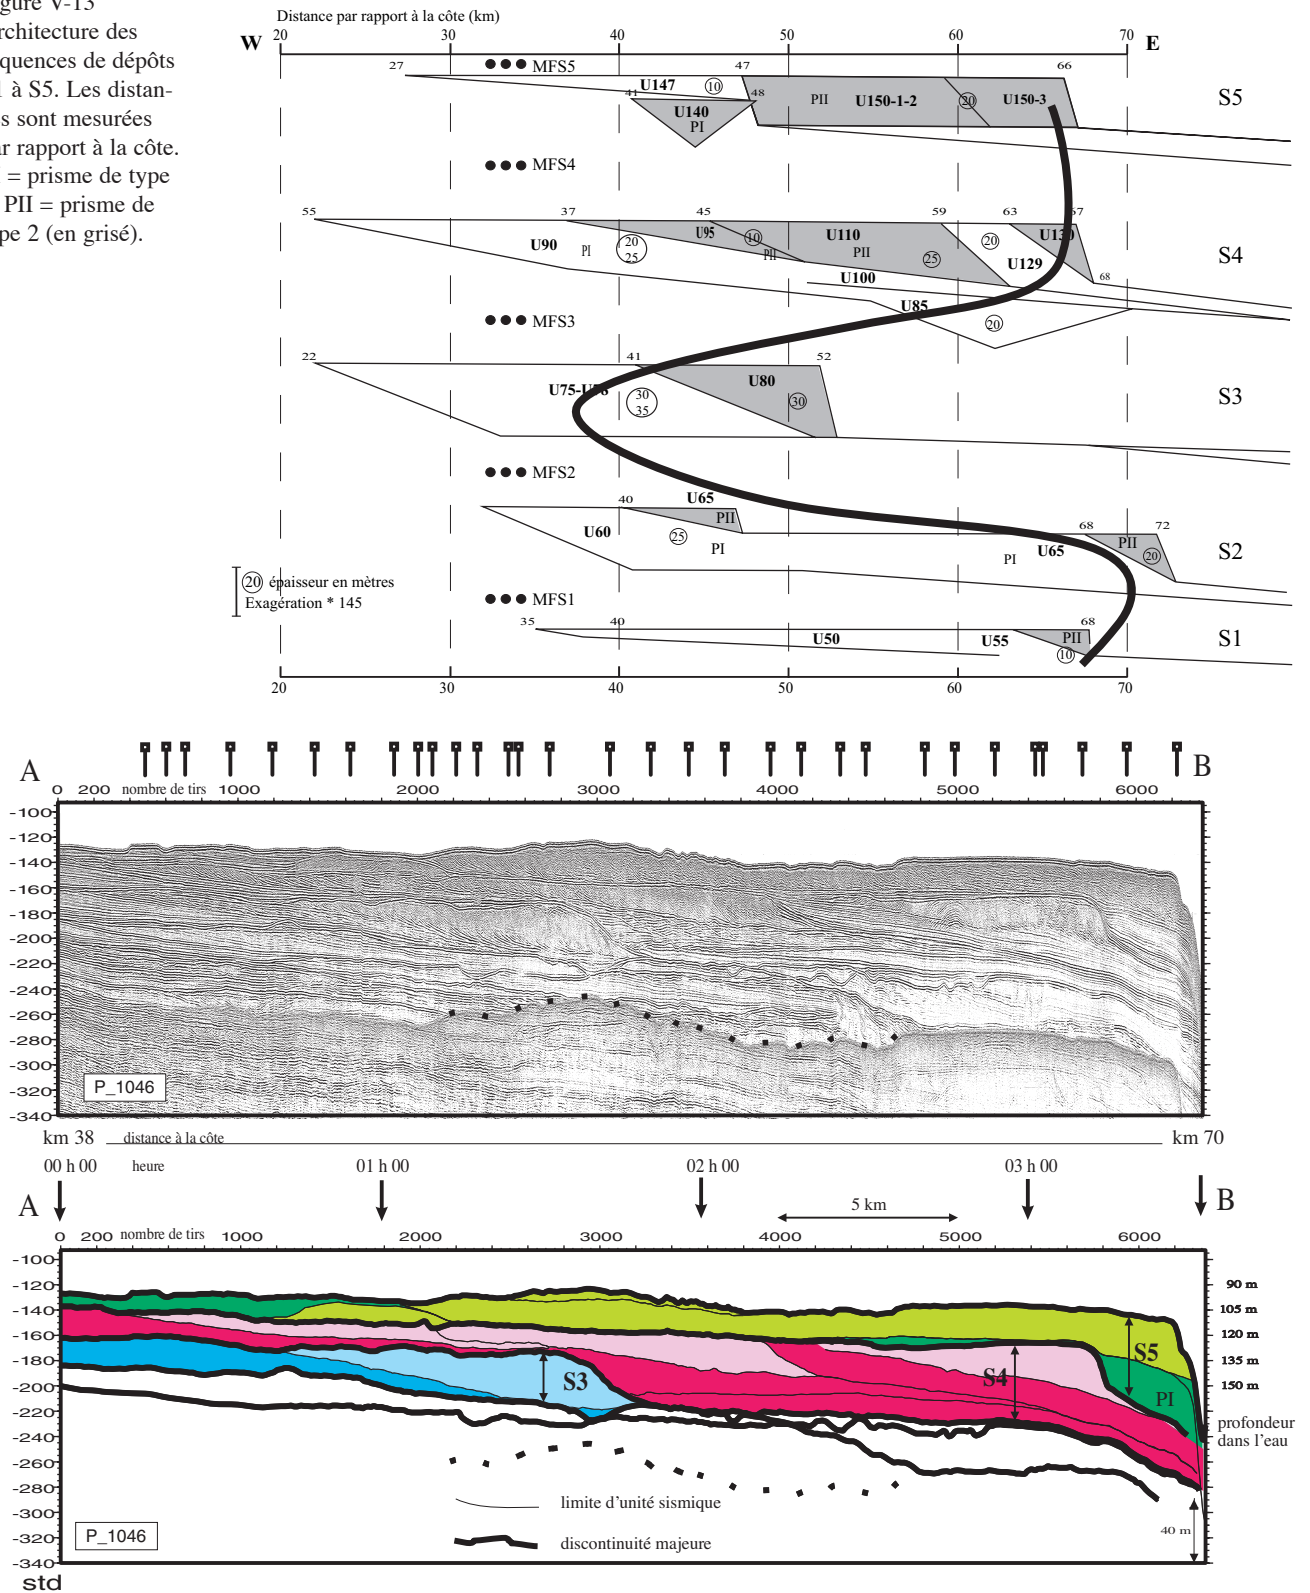 gure V-13
rchitecture des
quences de dépôts
1 à S5. Les distan-
s sont mesurées
ar rapport à la côte.
= prisme de type
PII = prisme de
pe 2 (en grisé).
Distance par rapport à la côte (km)
W 20 30 40 50 60 70 E
27 MFS5 47 66
U147 10 PII U150-1-2 20 U150-3 S5
41 48
U140
PI
MFS4
55 37 45 59 63 67
U90 PI 20 25 U95 10 PII U110 PII 25 20 U129 U130 68 S4
U100
U85
MFS3 20
22 41 52
U75-U78 30 35 U80 30 S3
MFS2
40 U65 68 72
U60 25 PII PI PI U65 PII 20 S2
20 épaisseur en mètres
Exagération * 145
MFS1
35 40 68
U50 U55 PII 10 S1
20 30 40 50 60 70
A B
0 200 nombre de tirs 1000 2000 3000 4000 5000 6000
-100
-120
-140
-160
-180
-200
-220
-240
-260
-280
-300
-320
-340
P_1046
km 38 distance à la côte km 70
00 h 00 heure 01 h 00 02 h 00 03 h 00
A 5 km B
0 200 nombre de tirs 1000 2000 3000 4000 5000 6000
-100
-120
-140
-160
-180
-200
-220
-240
-260
-280
-300
-320
-340
std
90 m
105 m
120 m
135 m
150 m
profondeur
dans l'eau
S3
S4
S5
PI
limite d'unité sismique
discontinuité majeure
40 m
P_1046